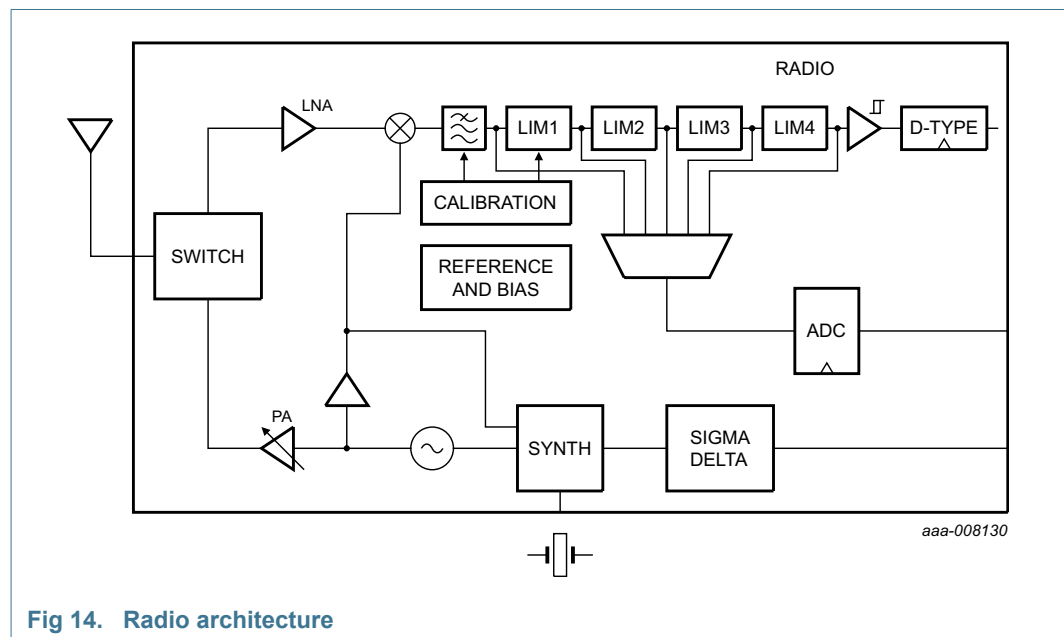 RADIO
LNA
LIM1
LIM2
LIM3
LIM4
D-TYPE
CALIBRATION
SWITCH
REFERENCE
AND BIAS
ADC
PA
SYNTH
SIGMA
DELTA
aaa-008130
Fig 14. Radio architecture